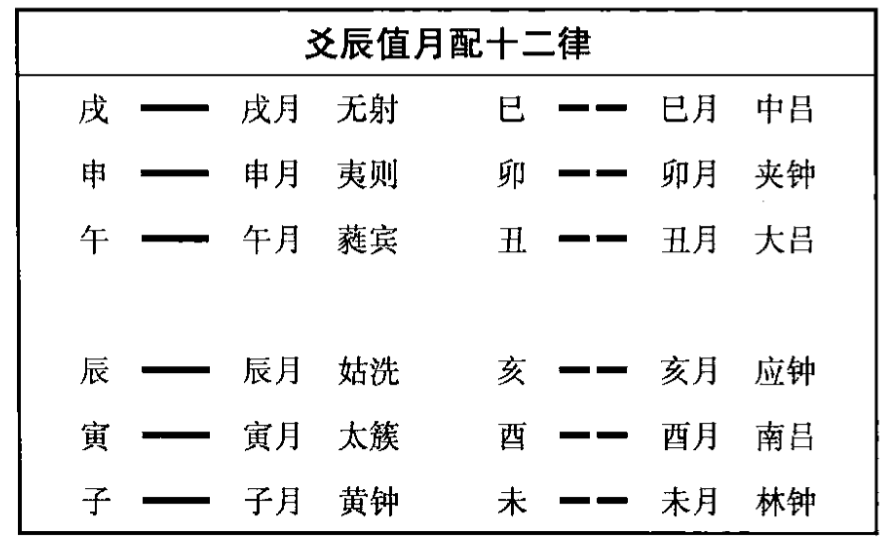 爻辰值月配十二律
戌 戌月 无射 巳 巳月 中吕
申 申月 夷则 卯 卯月 夹钟
午 午月 蕤宾 丑 丑月 大吕
辰 辰月 姑洗 亥 亥月 应钟
寅 寅月 太簇 酉 酉月 南吕
子 子月 黄钟 未 未月 林钟